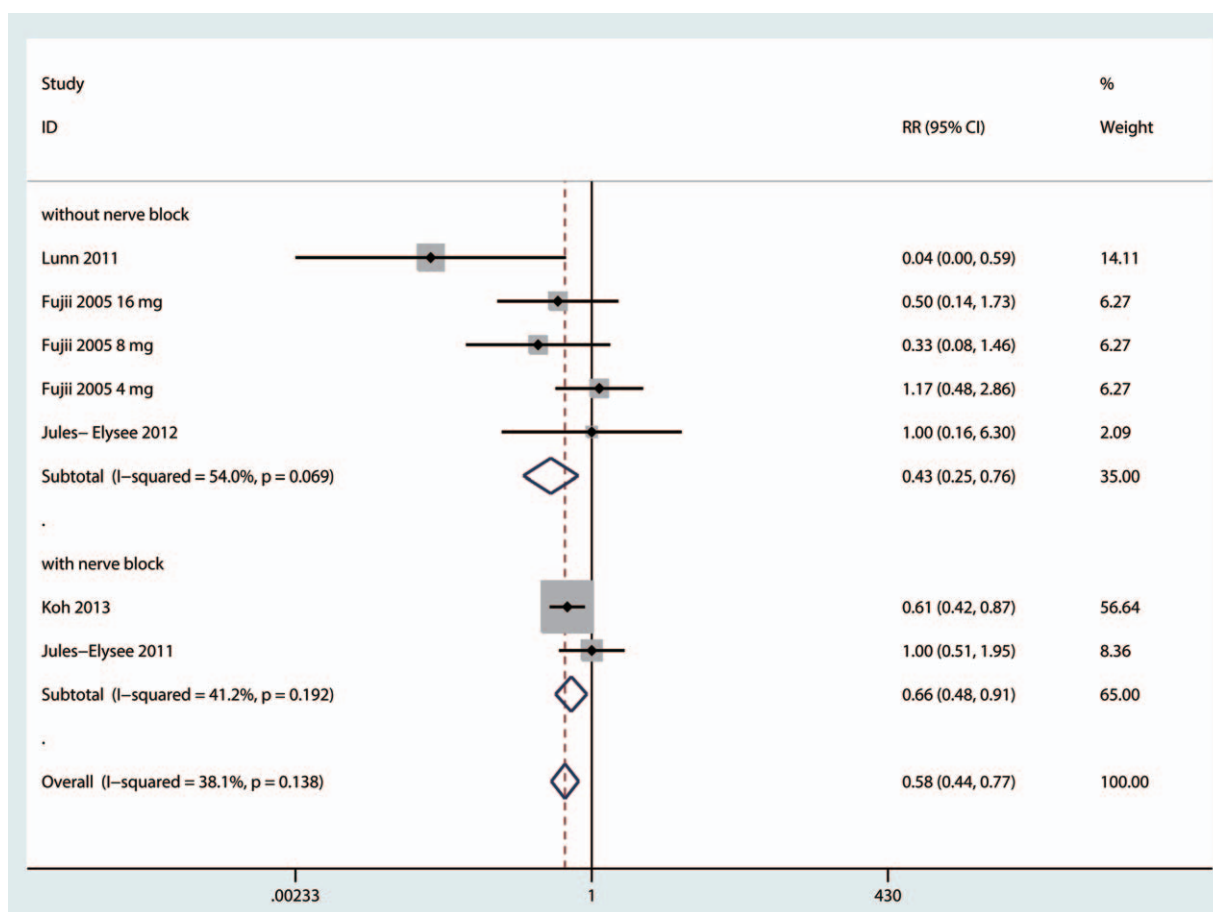 Study %
ID RR (95% CI) Weight
without nerve block
Lunn 2011 0.04 (0.00, 0.59) 14.11
Fujii 2005 16 mg 0.50 (0.14, 1.73) 6.27
Fujii 2005 8 mg 0.33 (0.08, 1.46) 6.27
Fujii 2005 4 mg 1.17 (0.48, 2.86) 6.27
Jules− Elysee 2012 1.00 (0.16, 6.30) 2.09
Subtotal (I−squared = 54.0%, p = 0.069) 0.43 (0.25, 0.76) 35.00
.
with nerve block
Koh 2013 0.61 (0.42, 0.87) 56.64
Jules−Elysee 2011 1.00 (0.51, 1.95) 8.36
Subtotal (I−squared = 41.2%, p = 0.192) 0.66 (0.48, 0.91) 65.00
.
Overall (I−squared = 38.1%, p = 0.138) 0.58 (0.44, 0.77) 100.00
.00233 1 430